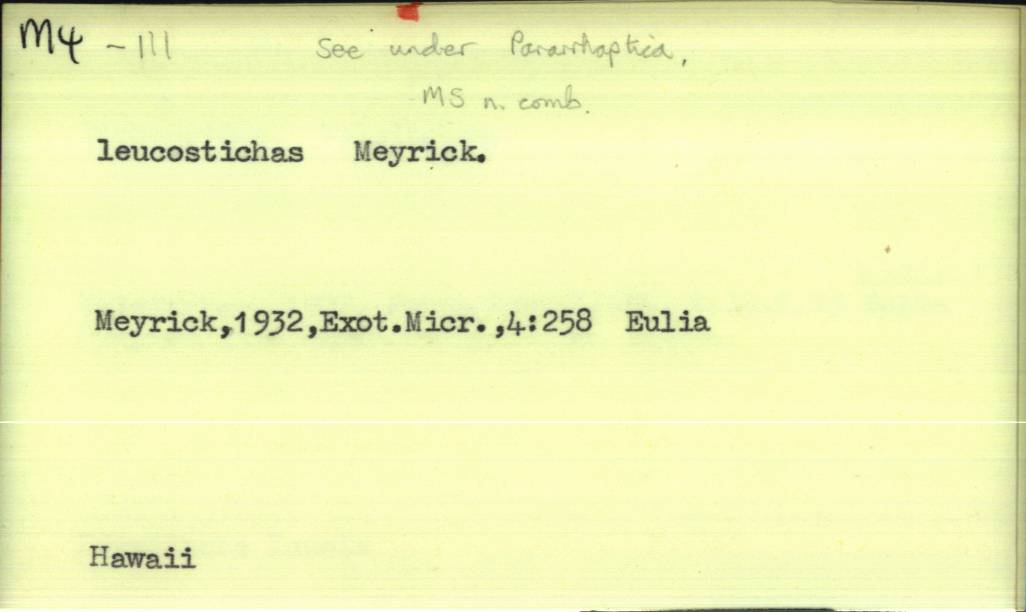 M4 - 111 See under Pararrhaptica,
MS n. comb.
leucostichas Meyrick.
Meyrick,1932,Exot.Micr.,4:258 Eulia
Hawaii